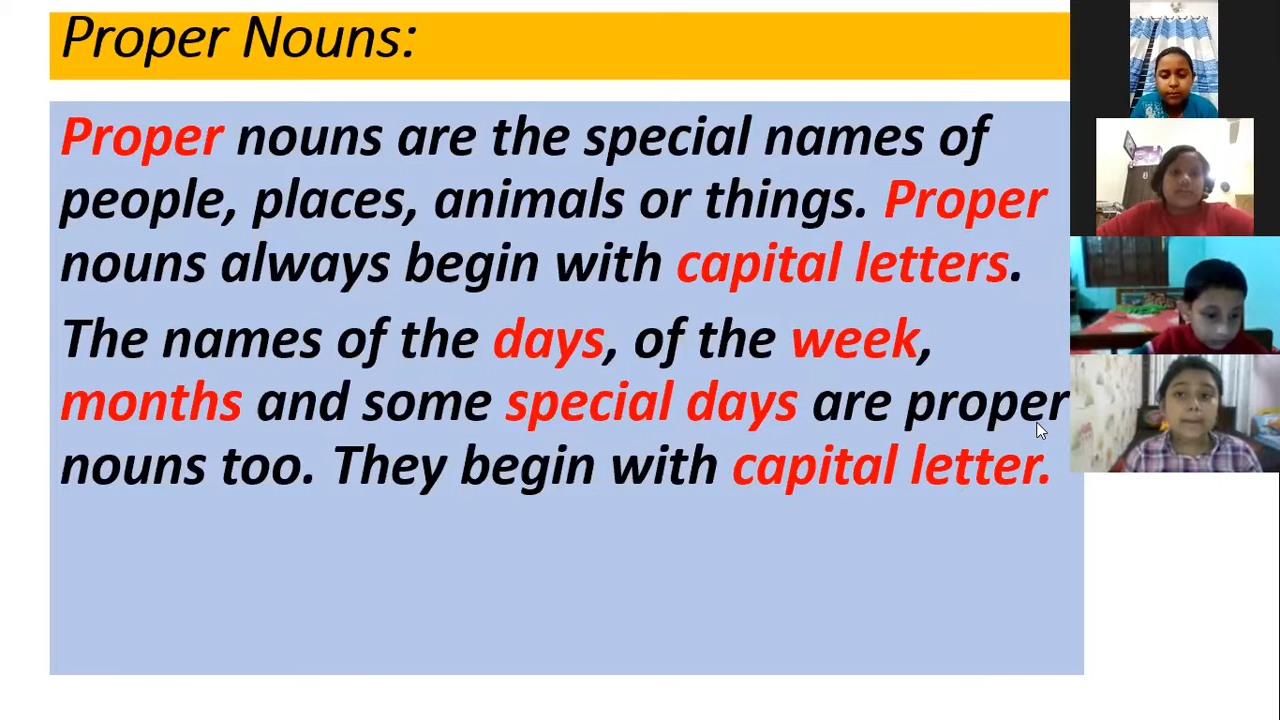 Proper Nouns:
Proper nouns are the special names of
people, places, animals or things. Proper
nouns always begin with capital letters.
The names of the days, of the week,
months and some special days are proper
nouns too. They begin with capital letter.